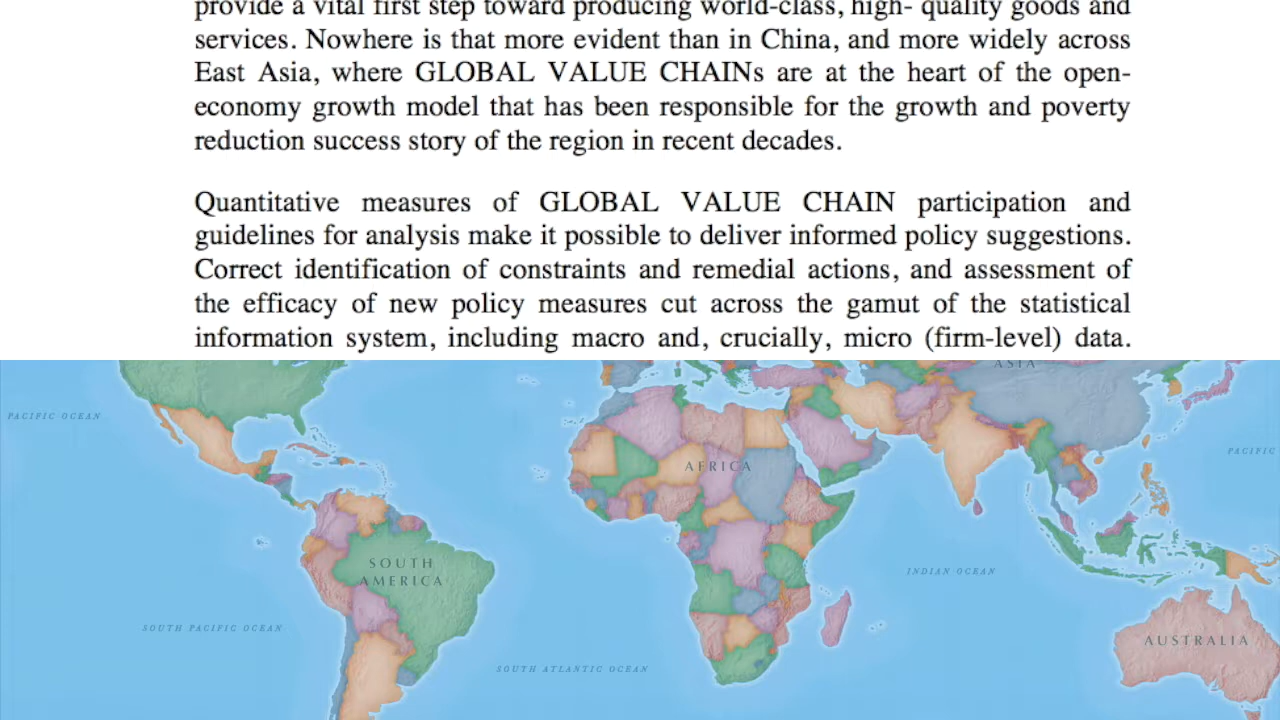 provide a vital first step toward producing world-class, high- quality goods and
services. Nowhere is that more evident than in China, and more widely across
East Asia, where GLOBAL VALUE CHAINs are at the heart of the open-
economy growth model that has been responsible for the growth and poverty
reduction success story of the region in recent decades.
Quantitative measures of GLOBAL VALUE CHAIN participation and
guidelines for analysis make it possible to deliver informed policy suggestions.
Correct identification of constraints and remedial actions, and assessment of
the efficacy of new policy measures cut across the gamut of the statistical
information system, including macro and, crucially, micro (firm-level) data.
ASIA
PACIFIC OCEAN
PACIFIC
AFRICA
SOUTH
AMERICA
INDIAN OCEAN
SOUTH PACIFIC OCEAN
AUSTRALIA
SOUTH ATLANTIC OCEAN